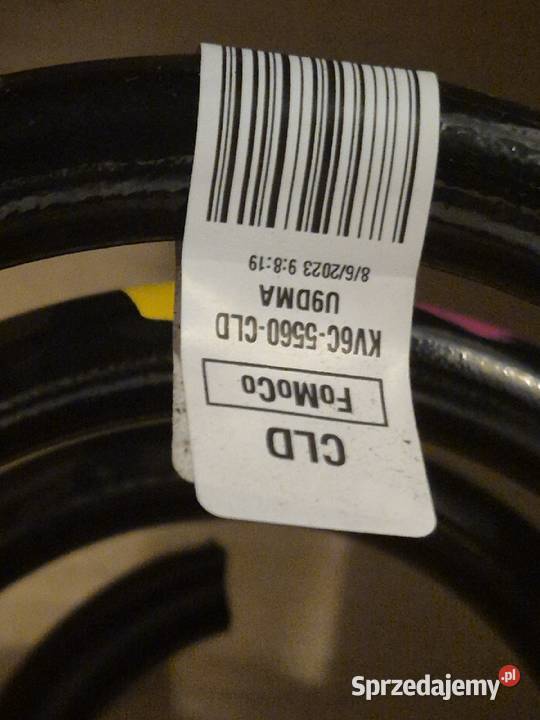 CLD
FoMoCo
KV6C-5560-CLD
U9DMA
8/6/2023 9:8:19
Sprzedajemy.pl